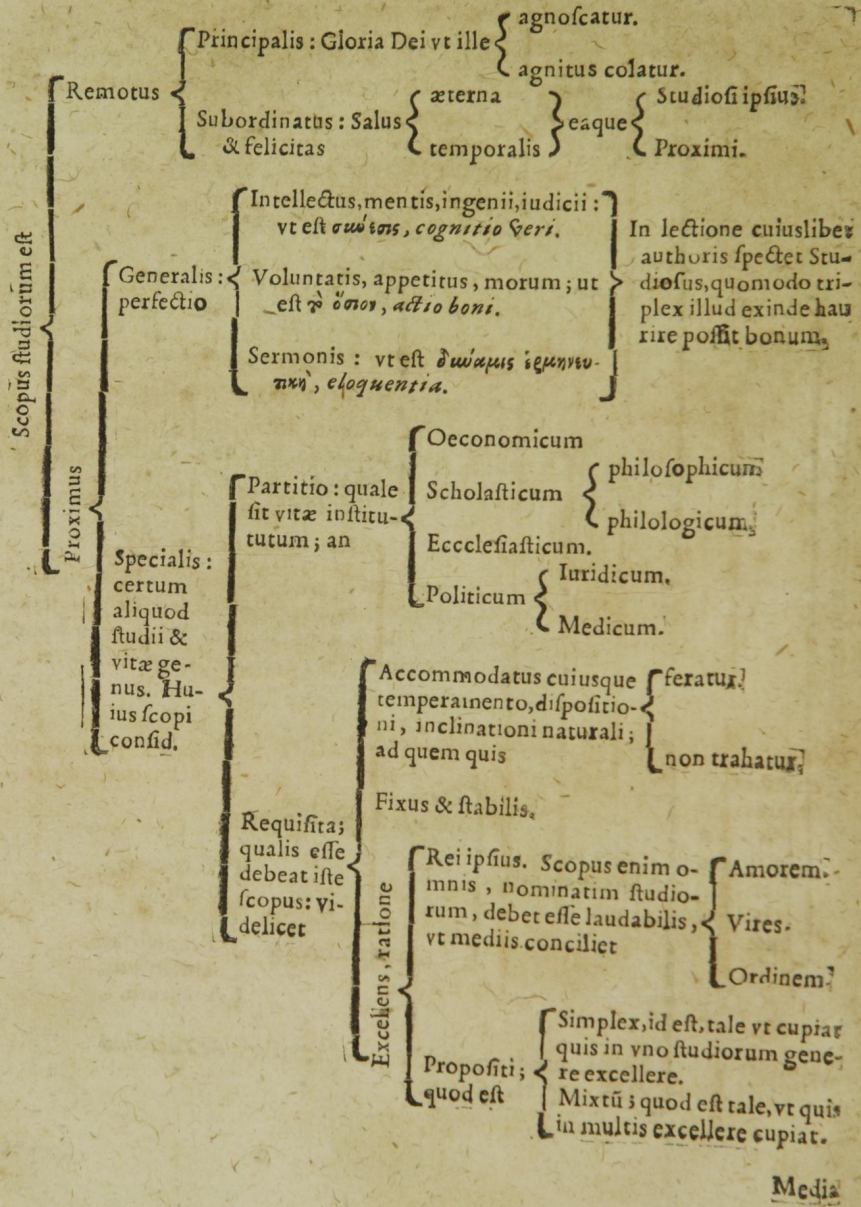 Scopus studiorum est
Remotus
Principalis : Gloria Dei vt ille
agnoſcatur.
agnitus colatur.
Subordinatus : Salus
& felicitas
æterna
temporalis
eaque
Studioſi ipſius.
Proximi.
Proximus
Generalis :
perfectio
Intellectus, mentis, ingenii, iudicii :
vt eſt σύνεσις, cognitio veri.
Voluntatis, appetitus, morum ; ut
eſt τὸ ὅσιον, actio boni.
Sermonis : vt eſt δύναμις ἑρμηνευ-
τικὴ, eloquentia.
In lectione cuiuslibet
authoris ſpectet Stu-
dioſus, quomodo tri-
plex illud exinde hau
rire poſſit bonum.
Specialis :
certum
aliquod
ſtudii &
vitæ ge-
nus. Hu-
ius ſcopi
conſid.
Partitio : quale
ſit vitæ inſtitu-
tutum ; an
Oeconomicum
Scholaſticum
philoſophicum
philologicum.
Ecccleſiaſticum.
Politicum
Iuridicum.
Medicum.
Requiſita;
qualis eſſe
debeat iſte
ſcopus : vi-
delicet
Accommodatus cuiusque
temperamento, diſpoſitio-
ni, inclinationi naturali ;
ad quem quis
feratur.
non trahatur.
Fixus & ſtabilis.
Excellens, ratione
Rei ipſius. Scopus enim o-
mnis, nominatim ſtudio-
rum, debet eſſe laudabilis,
vt mediis conciliet
Amorem.
Vires.
Ordinem.
Propoſiti ;
quod eſt
Simplex, id eſt, tale vt cupiat
quis in vno ſtudiorum gene-
re excellere.
Mixtū ; quod eſt tale, vt quis
in multis excellere cupiat.
Media